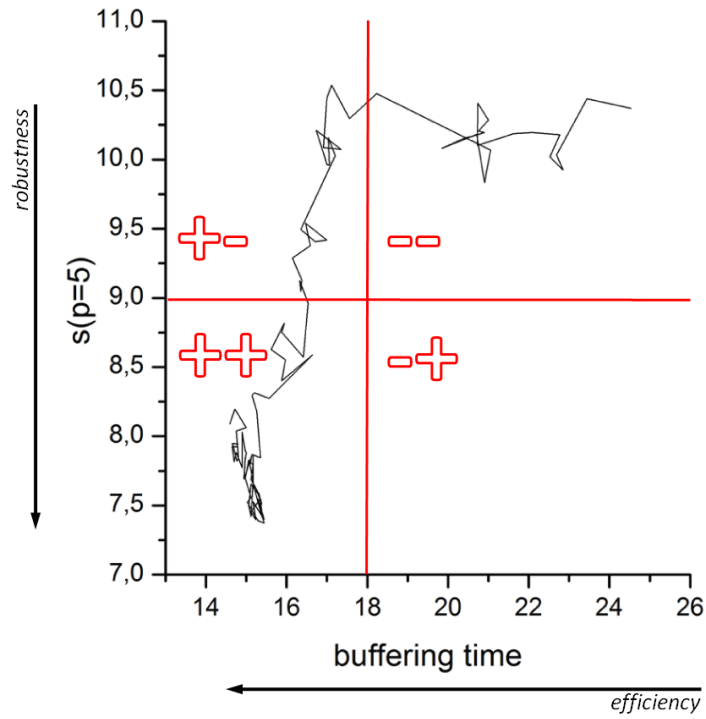 11,0
10,5
10,0
9,5
9,0
8,5
8,0
7,5
7,0
robustness
s(p=5)
+-
--
++
-+
14 16 18 20 22 24 26
buffering time
efficiency